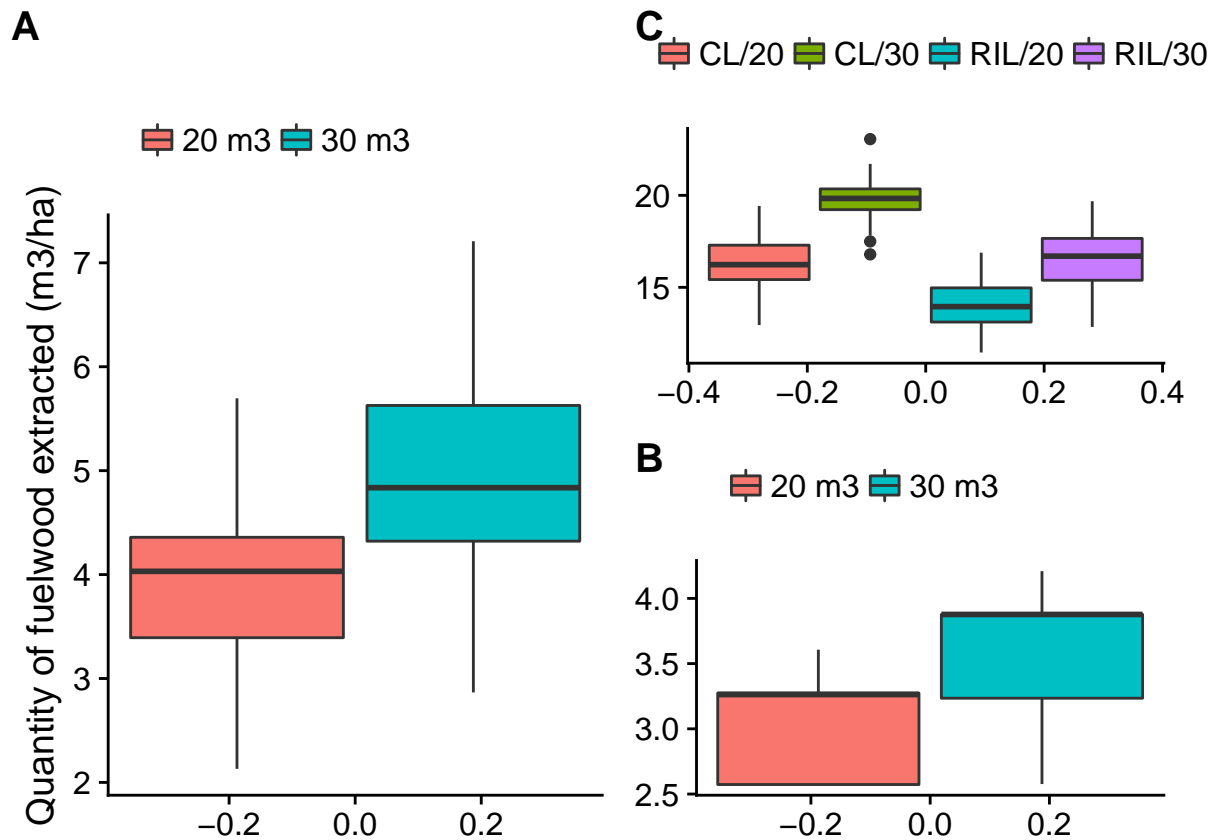 A
20 m3 30 m3
Quantity of fuelwood extracted (m3/ha)
7
6
5
4
3
2
−0.2 0.0 0.2
C
CL/20 CL/30 RIL/20 RIL/30
20
15
−0.4 −0.2 0.0 0.2 0.4
B
20 m3 30 m3
4.0
3.5
3.0
2.5
−0.2 0.0 0.2